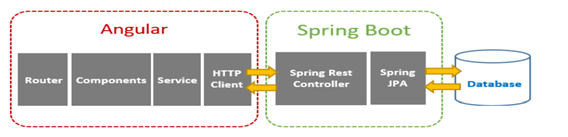 Angular
Spring Boot
Router
Components
Service
HTTP
Client
Spring Rest
Controller
Spring
JPA
Database